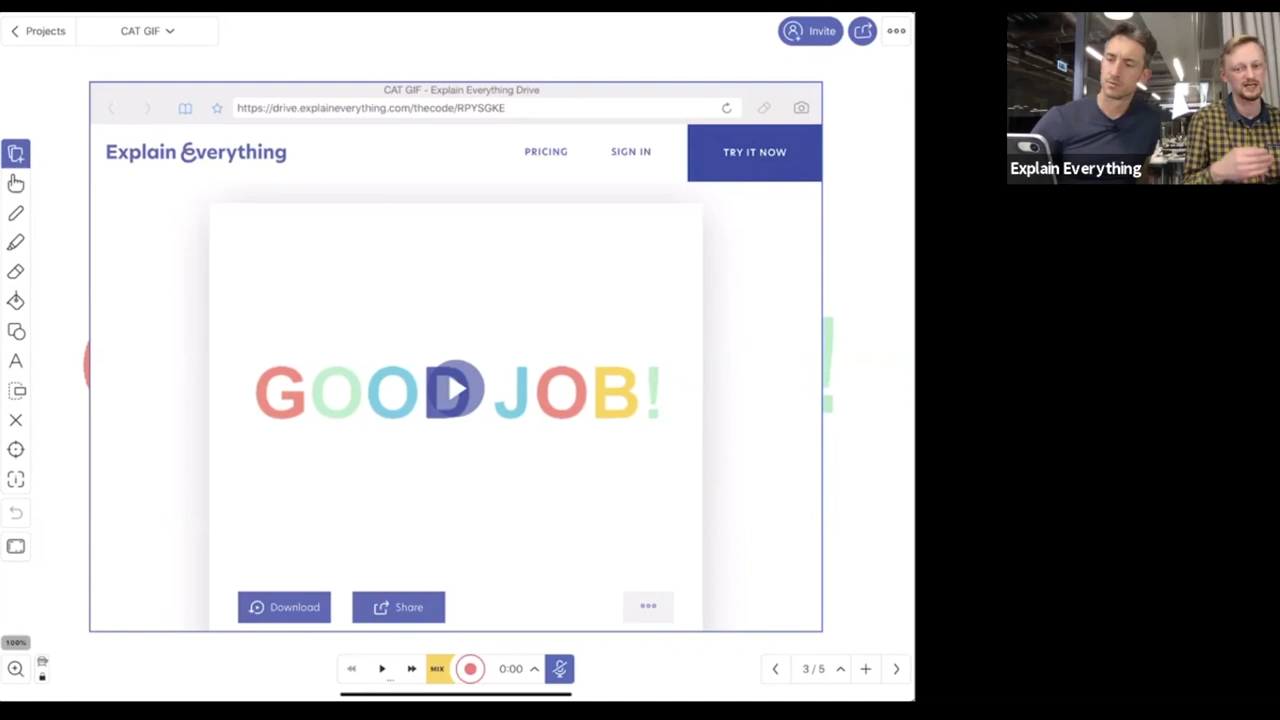 Projects
CAT GIF
Invite
CAT GIF - Explain Everything Drive
https://drive.explaineverything.com/thecode/RPYSGKE
Explain Everything
PRICING
SIGN IN
TRY IT NOW
Explain Everything
A
GOOD JOB!
!
Download
Share
100%
MIX
0:00
3 / 5